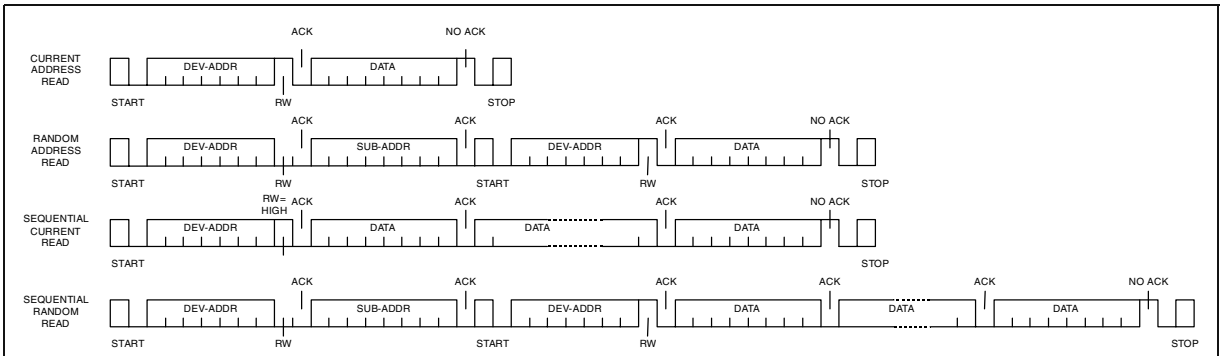 ACK NO ACK
CURRENT
ADDRESS
READ
DEV-ADDR DATA
START RW STOP
ACK ACK ACK NO ACK
RANDOM
ADDRESS
READ
DEV-ADDR SUB-ADDR DEV-ADDR DATA
START RW START RW STOP
RW=
HIGH
ACK ACK ACK NO ACK
SEQUENTIAL
CURRENT
READ
DEV-ADDR DATA DATA DATA
START STOP
ACK ACK ACK ACK ACK NO ACK
SEQUENTIAL
RANDOM
READ
DEV-ADDR SUB-ADDR DEV-ADDR DATA DATA DATA
START RW START RW STOP